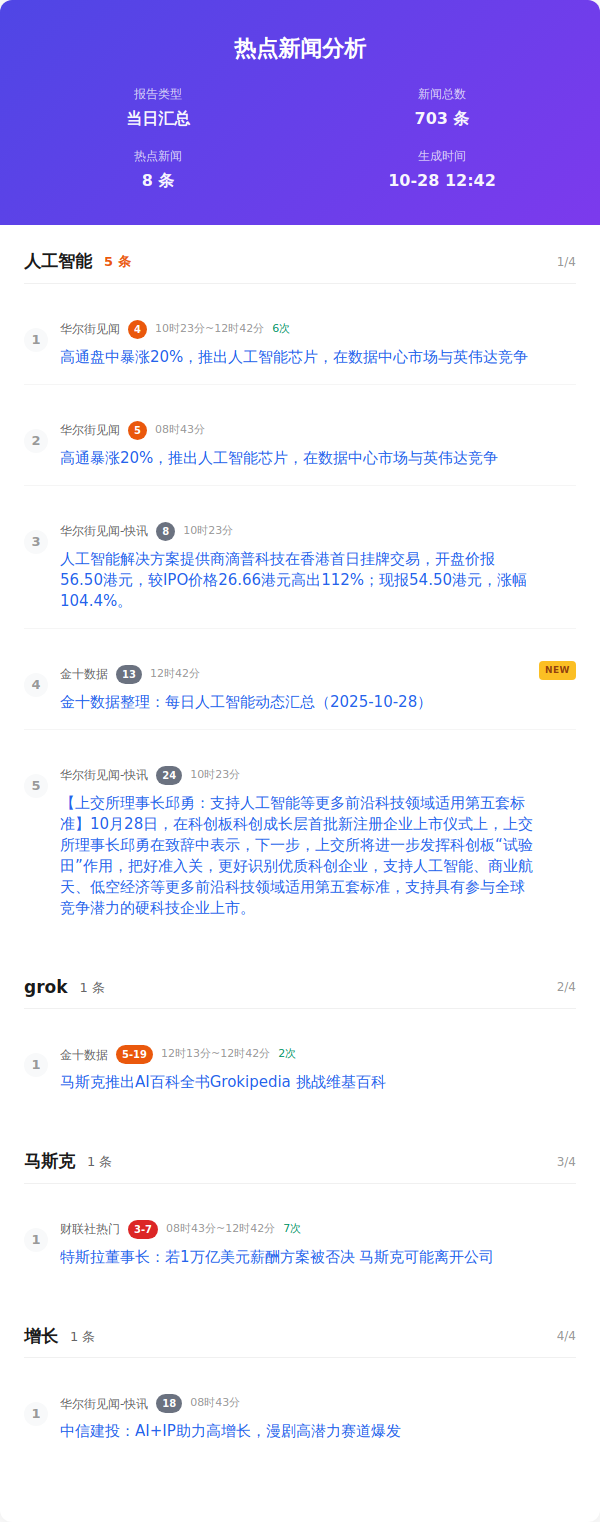 热点新闻分析
报告类型
新闻总数
当日汇总
703 条
热点新闻
生成时间
8 条
10-28 12:42
人工智能 5 条 1/4
1
华尔街见闻 4 10时23分~12时42分 6次
高通盘中暴涨20%，推出人工智能芯片，在数据中心市场与英伟达竞争
2
华尔街见闻 5 08时43分
高通暴涨20%，推出人工智能芯片，在数据中心市场与英伟达竞争
3
华尔街见闻-快讯 8 10时23分
人工智能解决方案提供商滴普科技在香港首日挂牌交易，开盘价报
56.50港元，较IPO价格26.66港元高出112%；现报54.50港元，涨幅
104.4%。
4
金十数据 13 12时42分 NEW
金十数据整理：每日人工智能动态汇总（2025-10-28）
5
华尔街见闻-快讯 24 10时23分
【上交所理事长邱勇：支持人工智能等更多前沿科技领域适用第五套标
准】10月28日，在科创板科创成长层首批新注册企业上市仪式上，上交
所理事长邱勇在致辞中表示，下一步，上交所将进一步发挥科创板“试验
田”作用，把好准入关，更好识别优质科创企业，支持人工智能、商业航
天、低空经济等更多前沿科技领域适用第五套标准，支持具有参与全球
竞争潜力的硬科技企业上市。
grok 1 条 2/4
1
金十数据 5-19 12时13分~12时42分 2次
马斯克推出AI百科全书Grokipedia 挑战维基百科
马斯克 1 条 3/4
1
财联社热门 3-7 08时43分~12时42分 7次
特斯拉董事长：若1万亿美元薪酬方案被否决 马斯克可能离开公司
增长 1 条 4/4
1
华尔街见闻-快讯 18 08时43分
中信建投：AI+IP助力高增长，漫剧高潜力赛道爆发